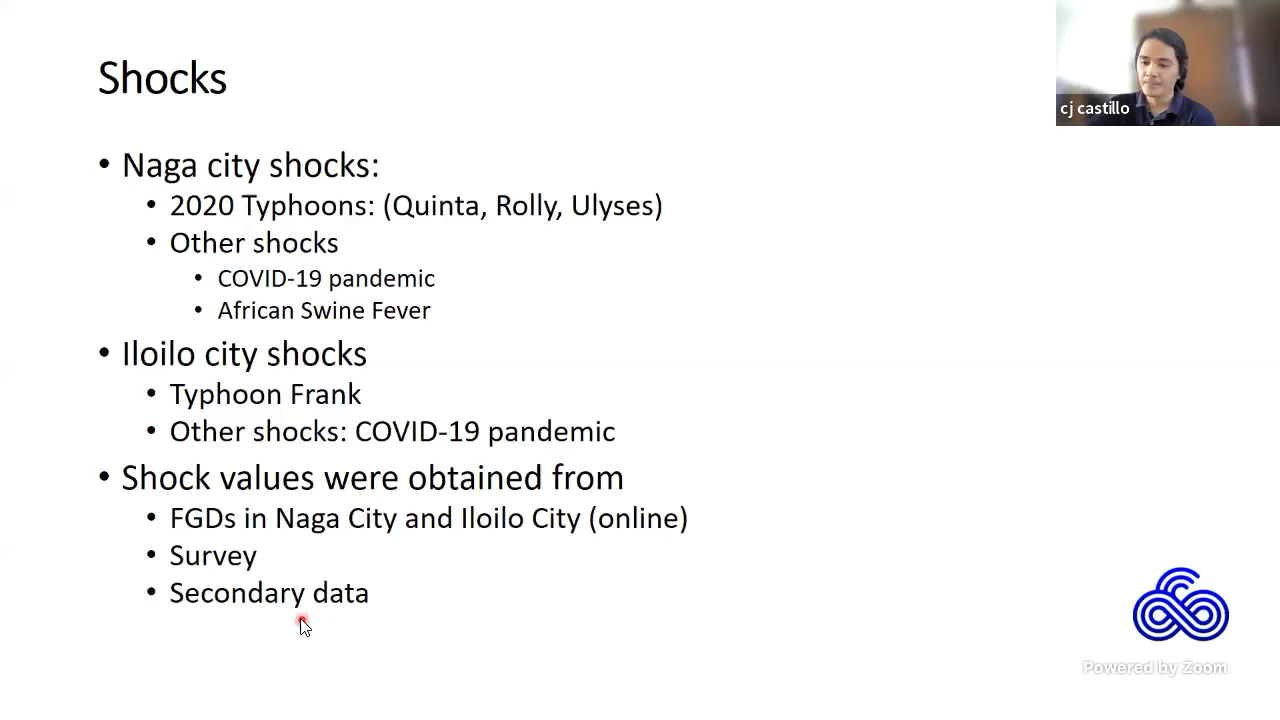 Shocks
cj castillo
• Naga city shocks:
• 2020 Typhoons: (Quinta, Rolly, Ulyses)
• Other shocks
• COVID-19 pandemic
• African Swine Fever
• Iloilo city shocks
• Typhoon Frank
• Other shocks: COVID-19 pandemic
• Shock values were obtained from
• FGDs in Naga City and Iloilo City (online)
• Survey
• Secondary data
Powered by Zoom